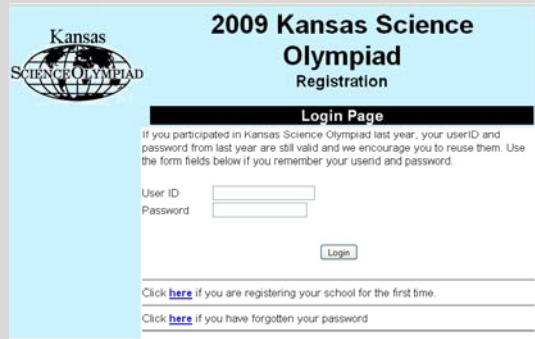 Kansas
SCIENCE OLYMPIAD
2009 Kansas Science
Olympiad
Registration
Login Page
If you participated in Kansas Science Olympiad last year, your userID and
password from last year are still valid and we encourage you to reuse them. Use
the form fields below if you remember your userid and password.
User ID
Password
Login
Click here if you are registering your school for the first time.
Click here if you have forgotten your password